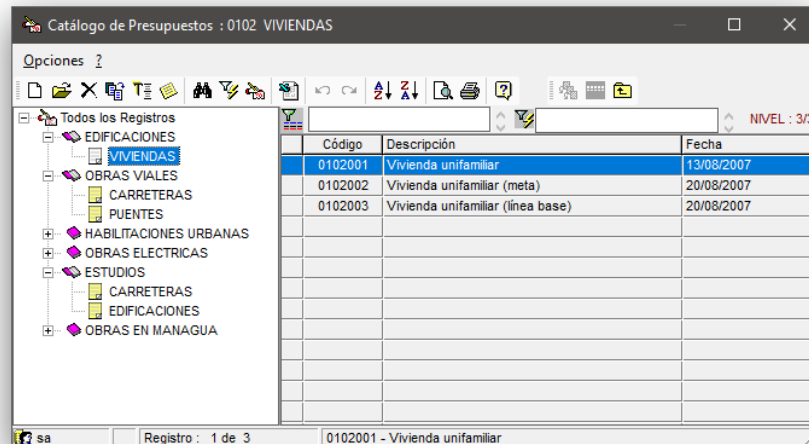 Catálogo de Presupuestos : 0102 VIVIENDAS
Opciones ?
NIVEL : 3/3
Todos los Registros
EDIFICACIONES
VIVIENDAS
OBRAS VIALES
CARRETERAS
PUENTES
HABILITACIONES URBANAS
OBRAS ELECTRICAS
ESTUDIOS
CARRETERAS
EDIFICACIONES
OBRAS EN MANAGUA
Código Descripción Fecha
0102001 Vivienda unifamiliar 13/08/2007
0102002 Vivienda unifamiliar (meta) 20/08/2007
0102003 Vivienda unifamiliar (línea base) 20/08/2007
sa Registro : 1 de 3 0102001 - Vivienda unifamiliar